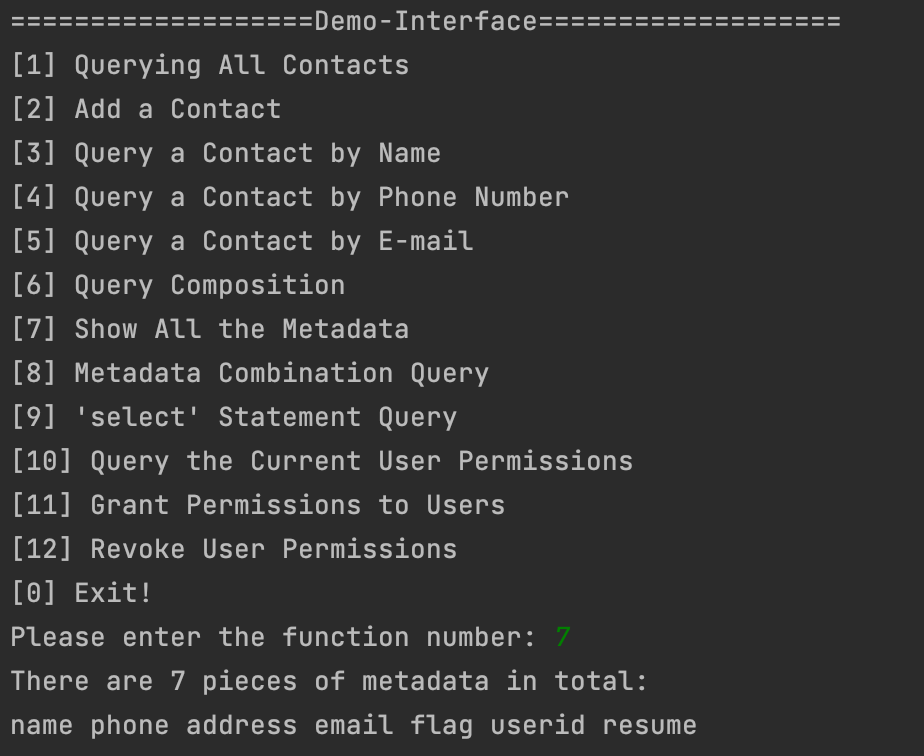 ===================Demo-Interface===================
[1] Querying All Contacts
[2] Add a Contact
[3] Query a Contact by Name
[4] Query a Contact by Phone Number
[5] Query a Contact by E-mail
[6] Query Composition
[7] Show All the Metadata
[8] Metadada Combination Query
[9] 'select' Statement Query
[10] Query the Current User Permissions
[11] Grant Permissions to Users
[12] Revoke User Permissions
[0] Exit!
Please enter the function number: 7
There are 7 pieces of metadata in total:
name phone address email flag userid resume